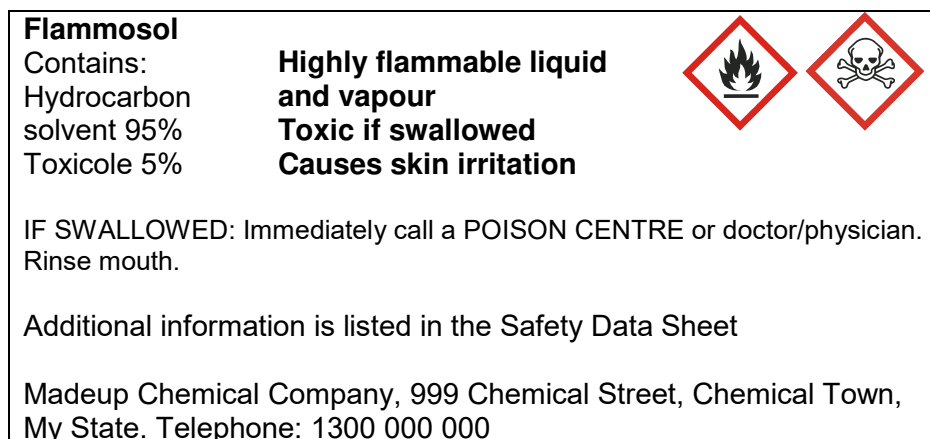 Flammosol
Contains:
Hydrocarbon
solvent 95%
Toxicole 5%
Highly flammable liquid
and vapour
Toxic if swallowed
Causes skin irritation
IF SWALLOWED: Immediately call a POISON CENTRE or doctor/physician.
Rinse mouth.
Additional information is listed in the Safety Data Sheet
Madeup Chemical Company, 999 Chemical Street, Chemical Town,
My State. Telephone: 1300 000 000